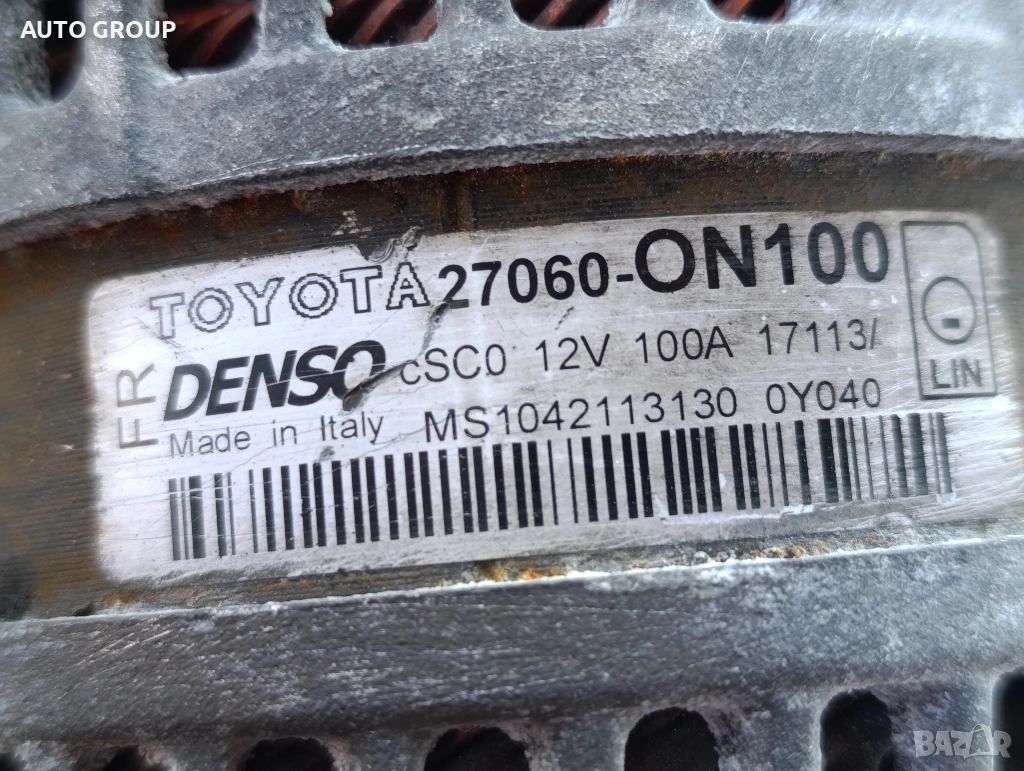 AUTO GROUP
TOYOTA 27060-0N100
FR
DENSO cSC0 12V 100A 17113/
LIN
Made in Italy MS1042113130 0Y040
BAZAR